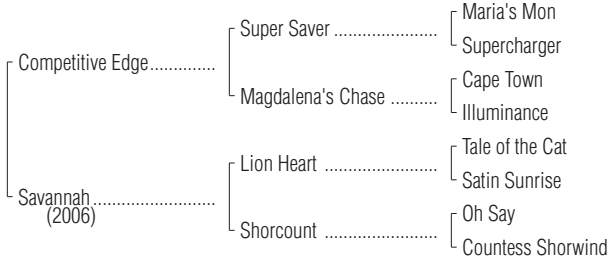 Maria's Mon
Super Saver ......................
Supercharger
Competitive Edge..............
Cape Town
Magdalena's Chase ..........
Illuminance
Tale of the Cat
Lion Heart ........................
Satin Sunrise
Savannah..........................
(2006)
Oh Say
Shorcount ........................
Countess Shorwind